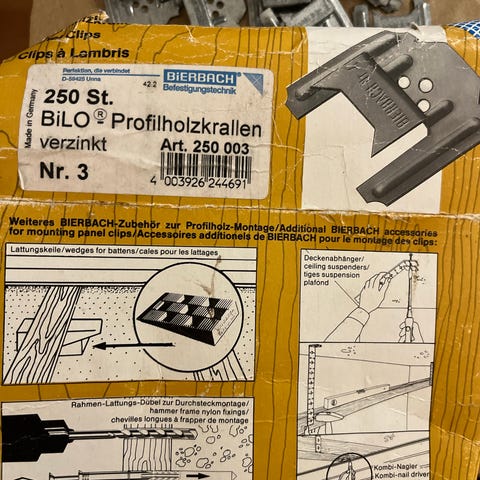 Clips
Clips à Lambris
Perfektion, die verbindet
D-59425 Unna
42.2
BIERBACH
Befestigungstechnik
Made in Germany
250 St.
BiLO® - Profilholzkrallen
verzinkt
Art. 250 003
Nr. 3
4 003926 244691
BIERBACH
Weiteres BIERBACH-Zubehör zur Profilholz-Montage/Additional BIERBACH accessories
for mounting panel clips/Accessoires additionels de BIERBACH pour le montage des clips:
Lattungskeile/wedges for battens/cales pour les lattages
Deckenabhänger/
ceiling suspenders/
tiges suspension
plafond
Rahmen-Lattungs-Dübel zur Durchsteckmontage/
hammer frame nylon fixings/
chevilles longues à frapper de montage
Kombi-Nagler
Kombi-nail driver